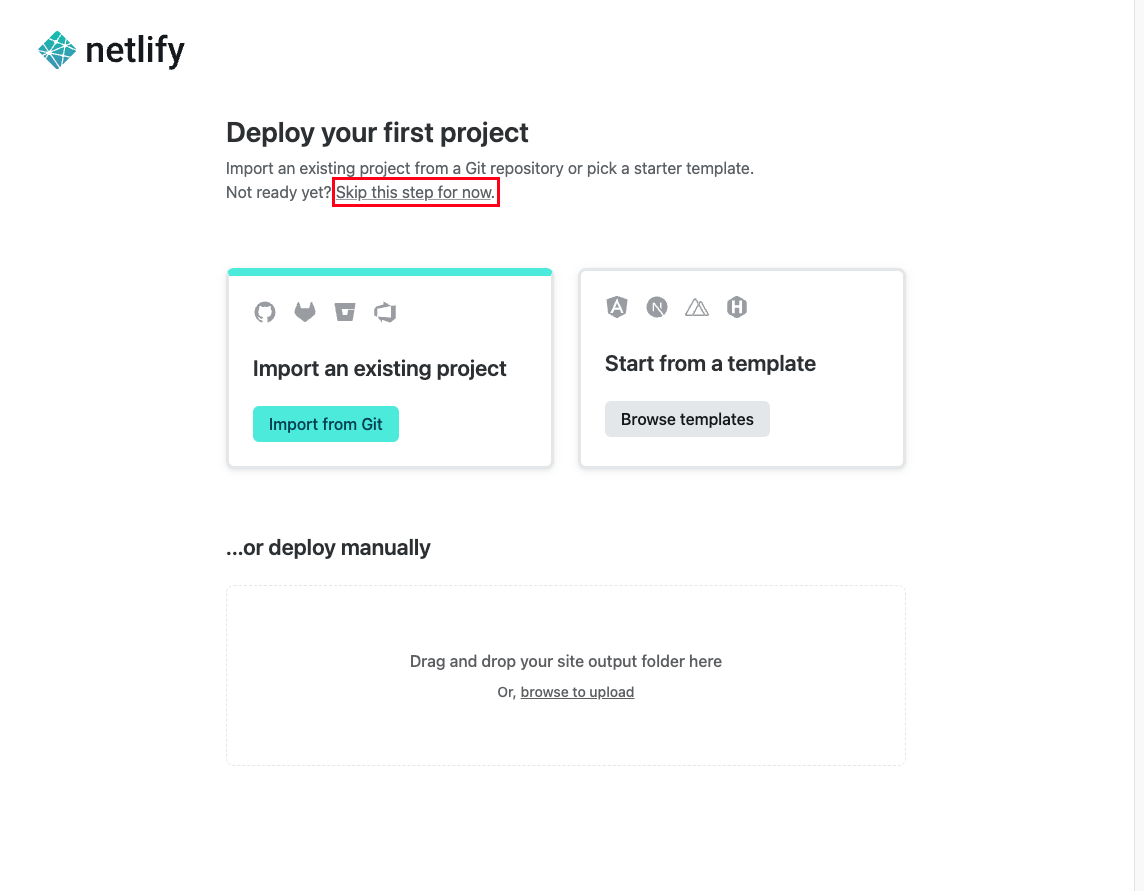 netlify
Deploy your first project
Import an existing project from a Git repository or pick a starter template.
Not ready yet? Skip this step for now.
Import an existing project
Import from Git
Start from a template
Browse templates
...or deploy manually
Drag and drop your site output folder here
Or, browse to upload